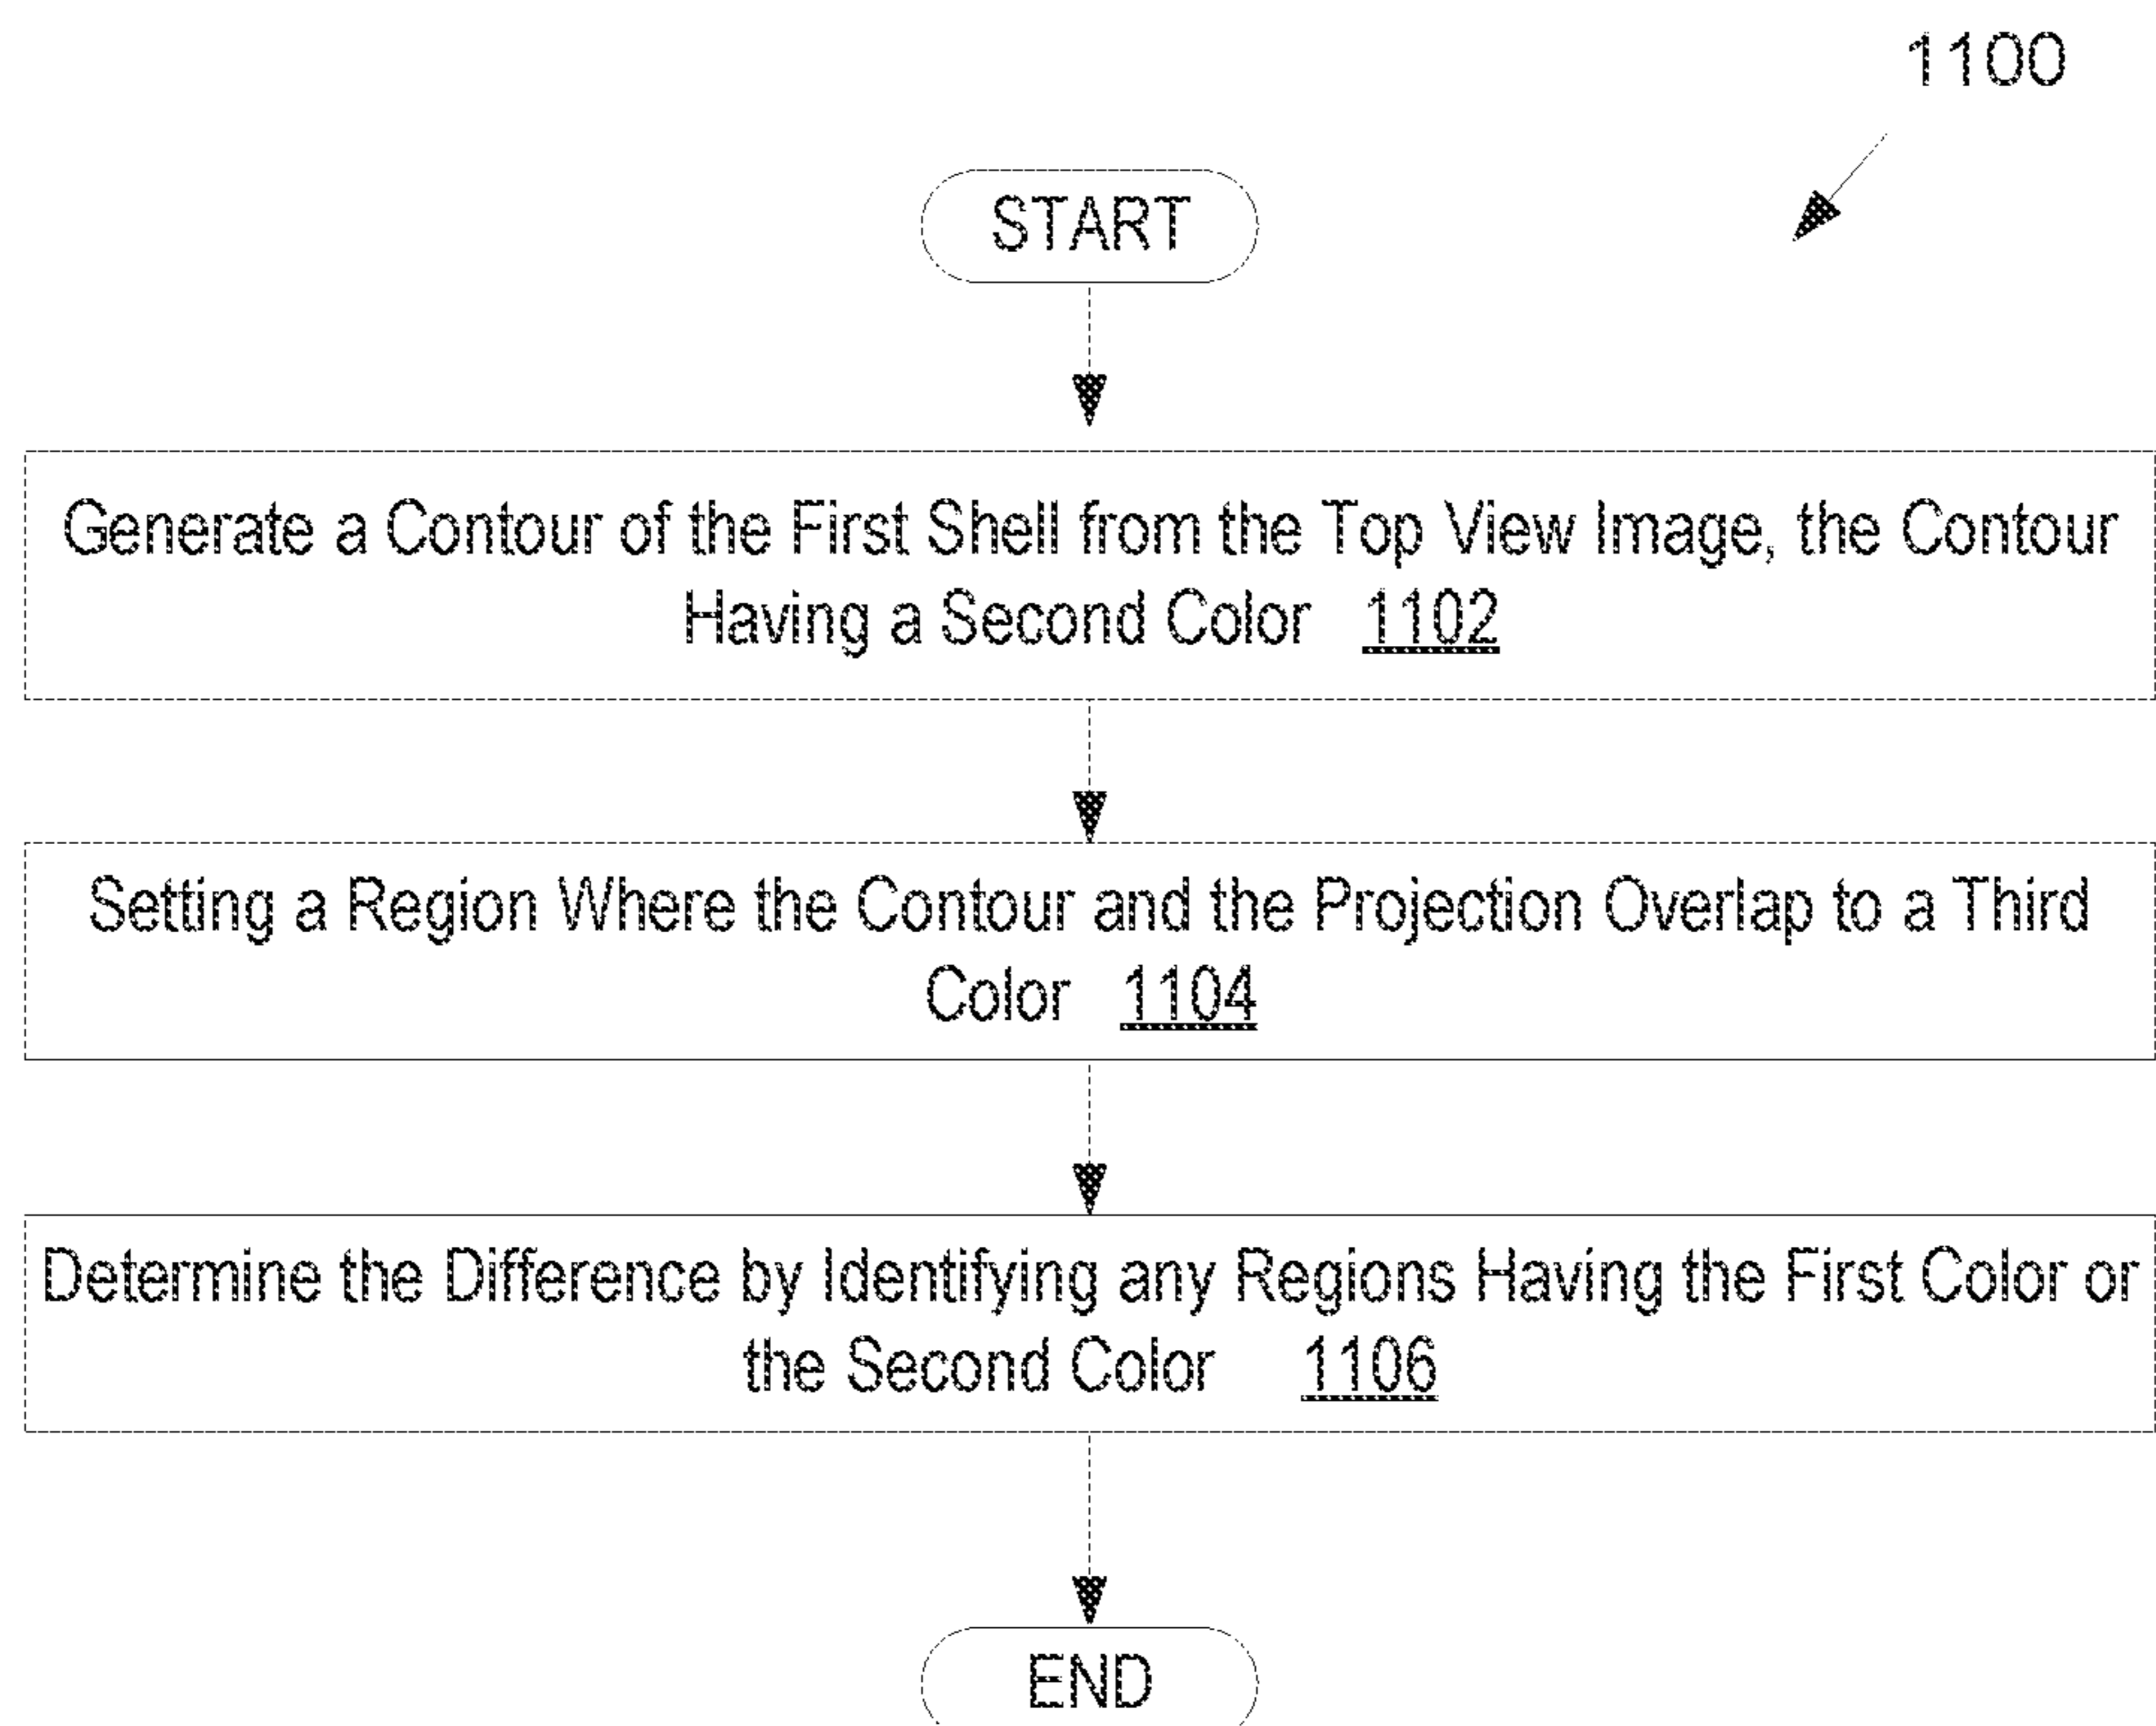 1100
START
Generate a Contour of the First Shell from the Top View Image, the Contour
Having a Second Color 1102
Setting a Region Where the Contour and the Projection Overlap to a Third
Color 1104
Determine the Difference by Identifying any Regions Having the First Color or
the Second Color 1106
END